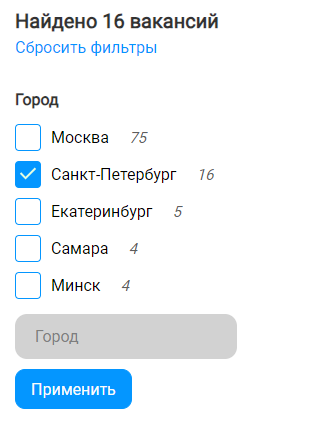 Найдено 16 вакансий
Сбросить фильтры
Город
Москва 75
Санкт-Петербург 16
Екатеринбург 5
Самара 4
Минск 4
Город
Применить